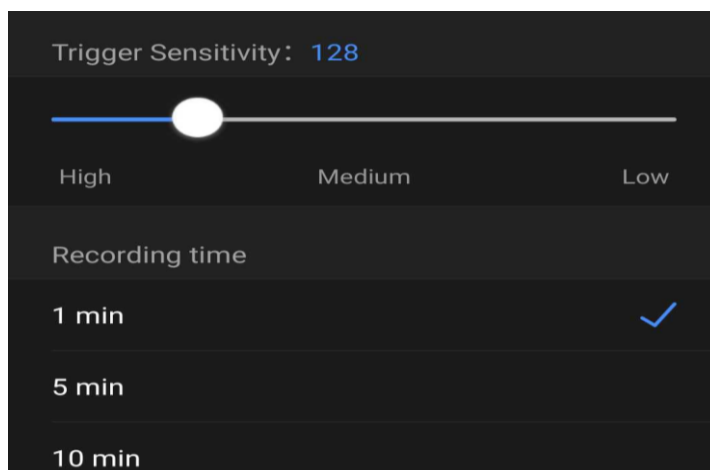 Trigger Sensitivity: 128
High Medium Low
Recording time
1 min
5 min
10 min